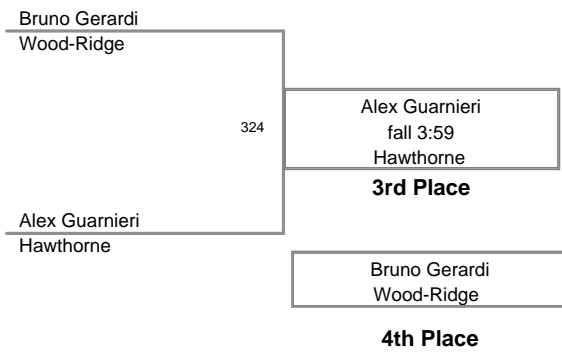 Bruno Gerardi
Wood-Ridge
324
Alex Guarnieri
fall 3:59
Hawthorne
3rd Place
Alex Guarnieri
Hawthorne
Bruno Gerardi
Wood-Ridge
4th Place